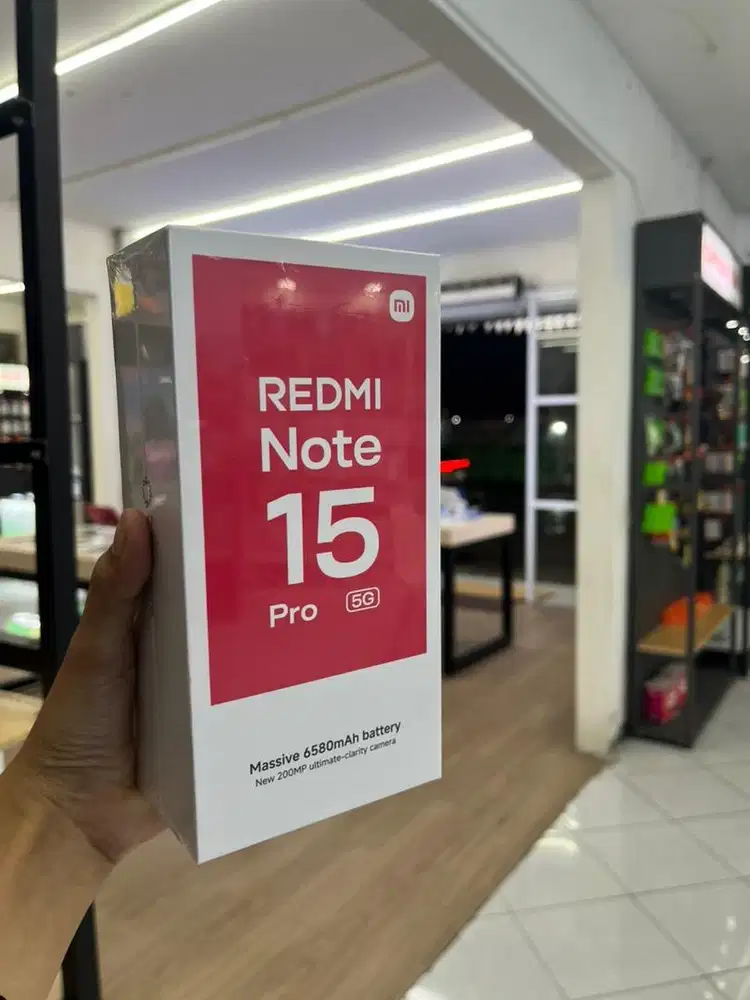 mi
REDMI
Note
15
Pro 5G
Massive 6580mAh battery
New 200MP ultimate-clarity camera